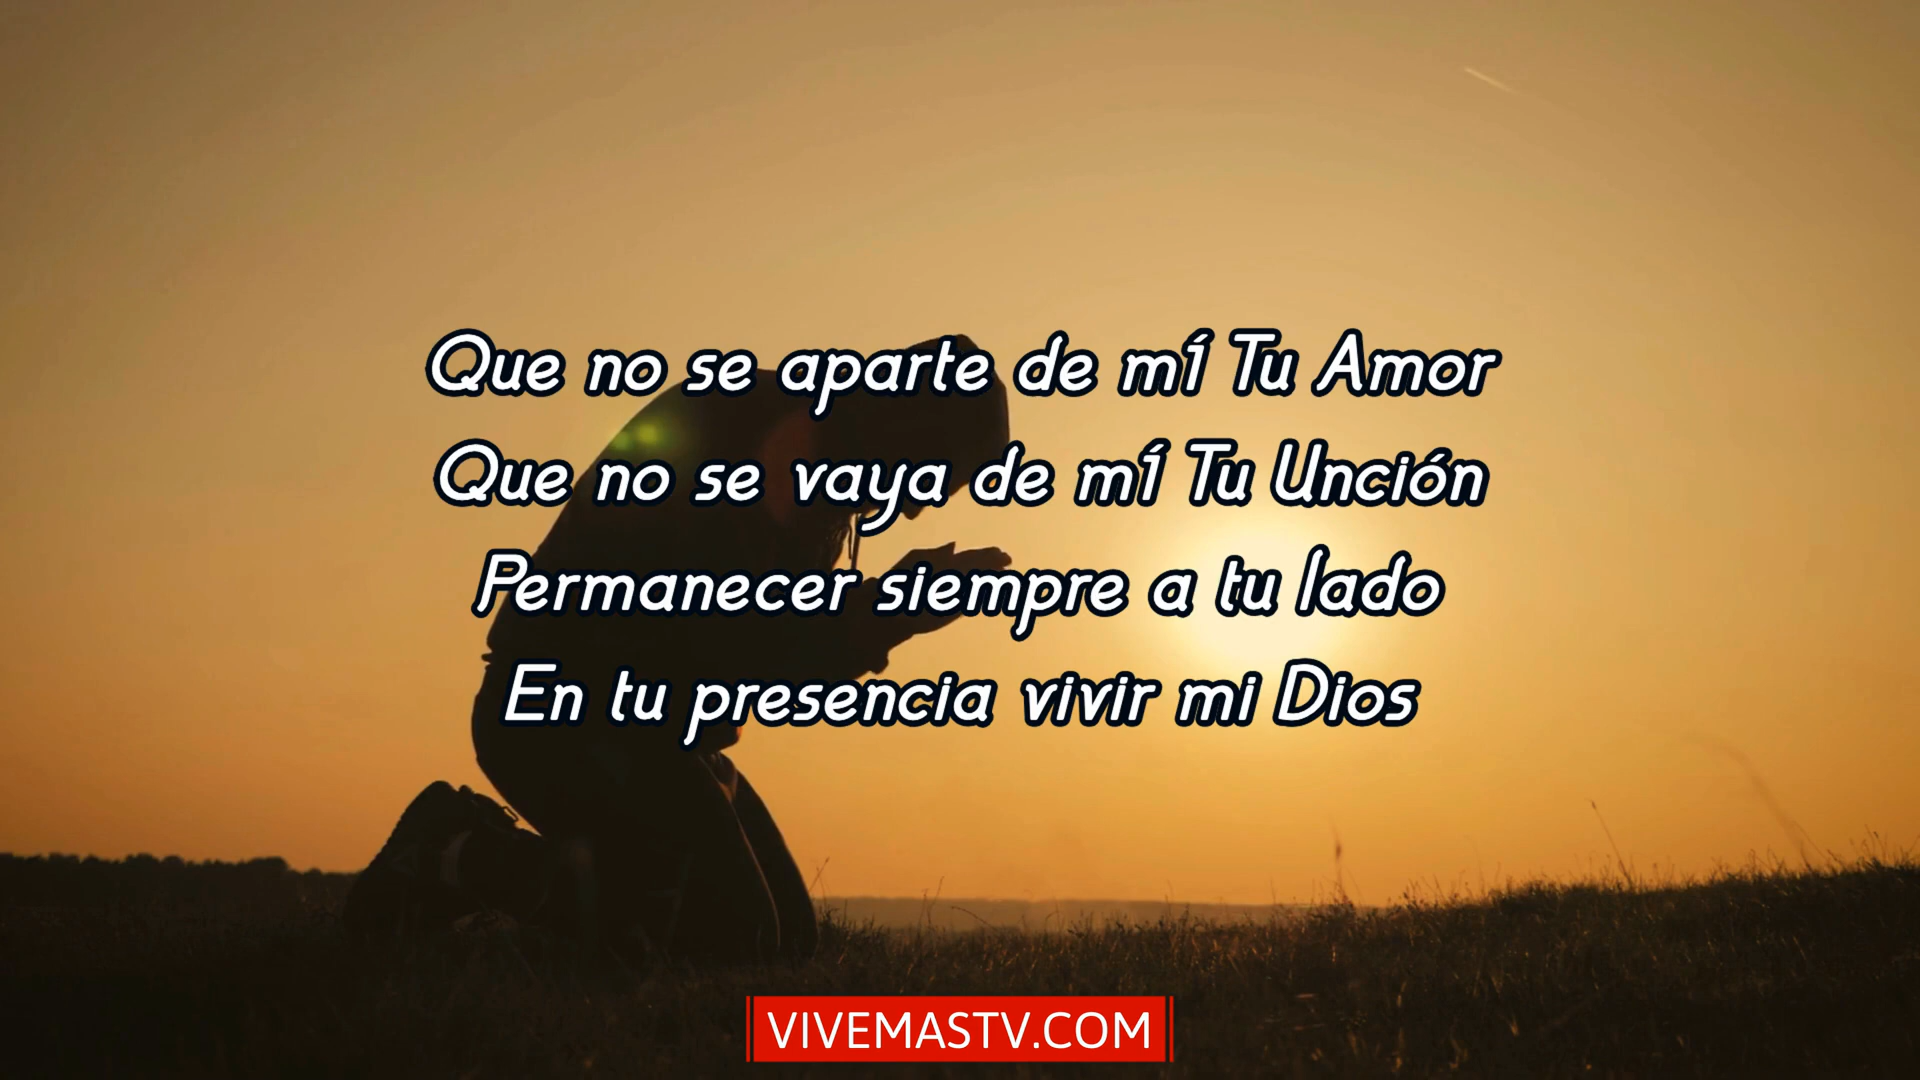 Que no se aparte de mí Tu Amor
Que no se vaya de mí Tu Unción
Permanecer siempre a tu lado
En tu presencia vivir mi Dios
VIVEMASTV.COM